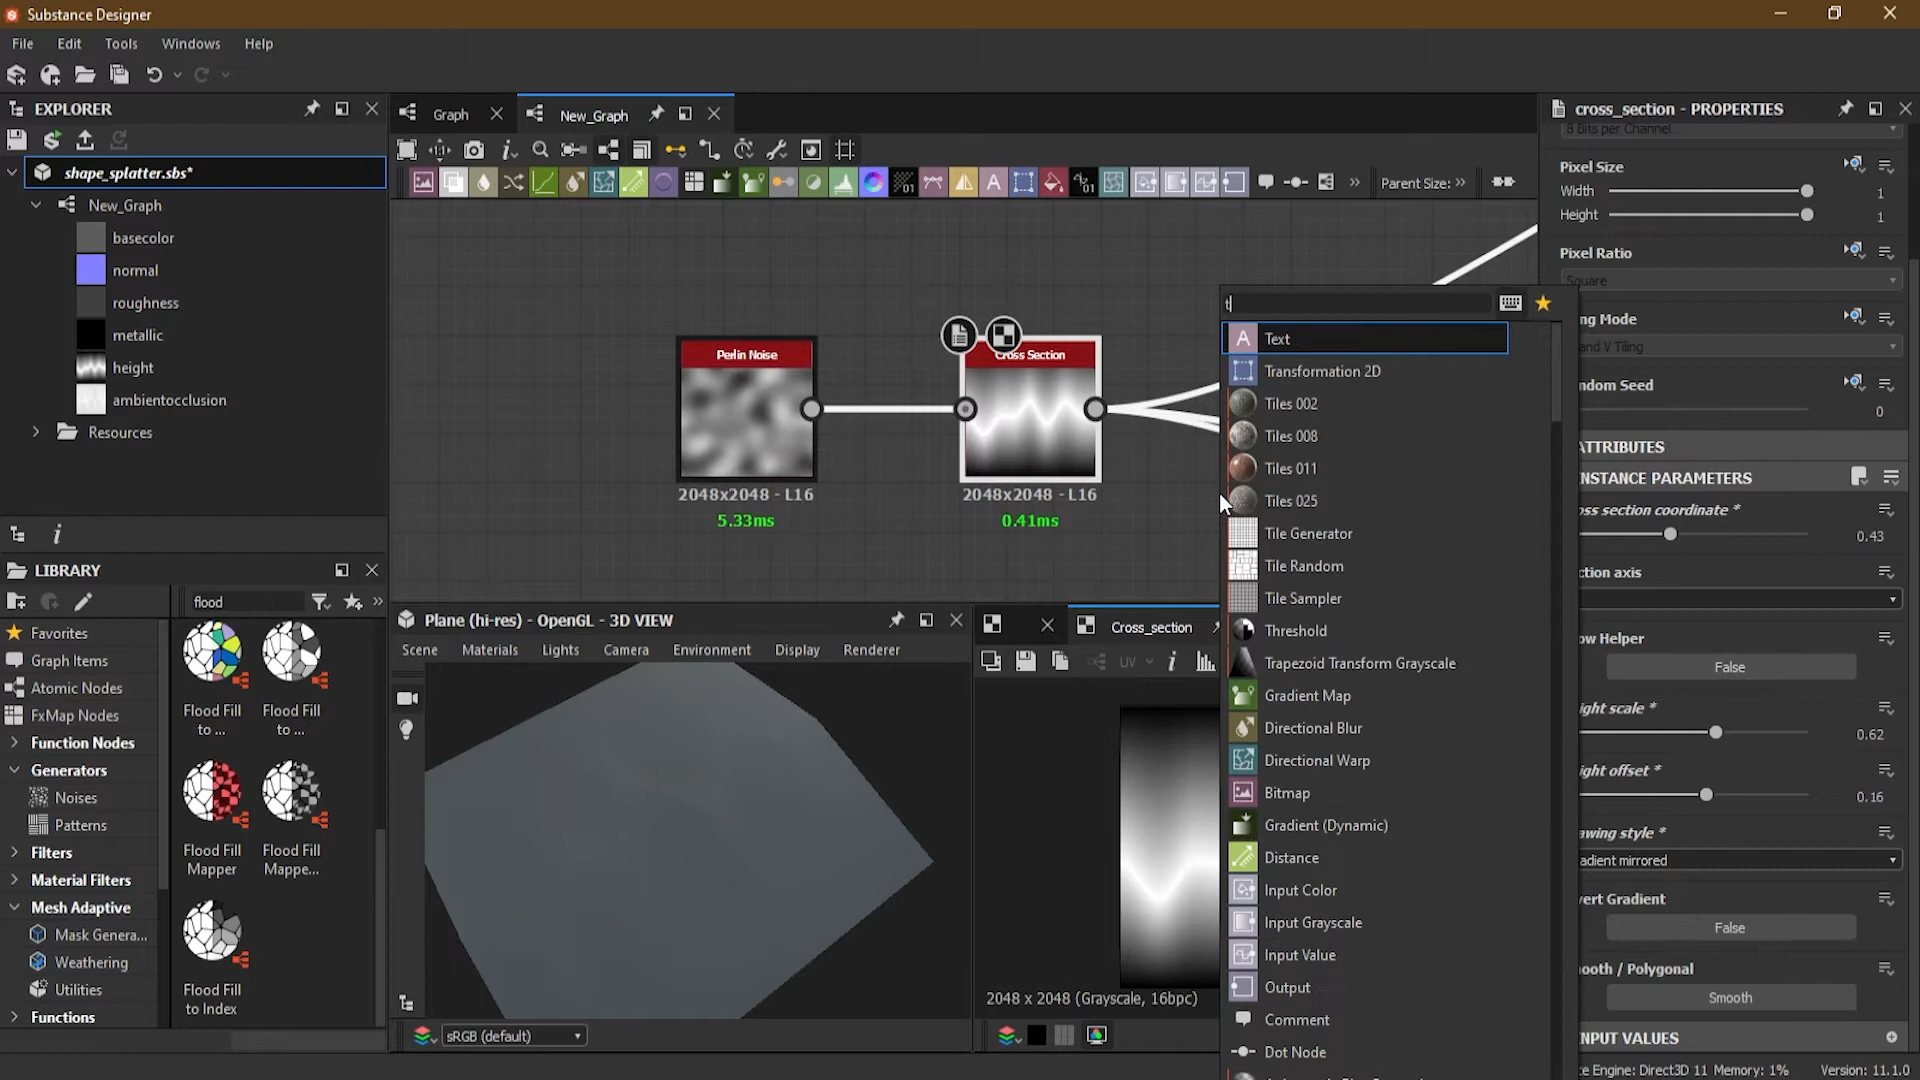 Substance Designer
File Edit Tools Windows Help
EXPLORER
shape_splatter.sbs*
New_Graph
basecolor
normal
roughness
metallic
height
ambientocclusion
Resources
LIBRARY
flood
Favorites
Graph Items
Atomic Nodes
FxMap Nodes
Function Nodes
Generators
Noises
Patterns
Filters
Material Filters
Mesh Adaptive
Mask Genera...
Weathering
Utilities
Functions
Flood Fill to ...
Flood Fill to ...
Flood Fill Mapper
Flood Fill Mappe...
Flood Fill to Index
Graph
New_Graph
Parent Size:
Perlin Noise
2048x2048 - L16
5.33ms
Cross Section
2048x2048 - L16
0.41ms
Plane (hi-res) - OpenGL - 3D VIEW
Scene Materials Lights Camera Environment Display Renderer
sRGB (default)
Cross_section
UV
2048 x 2048 (Grayscale, 16bpc)
t
Text
Transformation 2D
Tiles 002
Tiles 008
Tiles 011
Tiles 025
Tile Generator
Tile Random
Tile Sampler
Threshold
Trapezoid Transform Grayscale
Gradient Map
Directional Blur
Directional Warp
Bitmap
Gradient (Dynamic)
Distance
Input Color
Input Grayscale
Input Value
Output
Comment
Dot Node
cross_section - PROPERTIES
8 Bits per Channel
Pixel Size
Width 1
Height 1
Pixel Ratio
Square
ng Mode
and V Tiling
ndom Seed
0
ATTRIBUTES
NSTANCE PARAMETERS
oss section coordinate *
0.43
ction axis
ow Helper
False
ight scale *
0.62
ight offset *
0.16
awing style *
adient mirrored
vert Gradient
False
ooth / Polygonal
Smooth
NPUT VALUES
ce Engine: Direct3D 11 Memory: 1% Version: 11.1.0